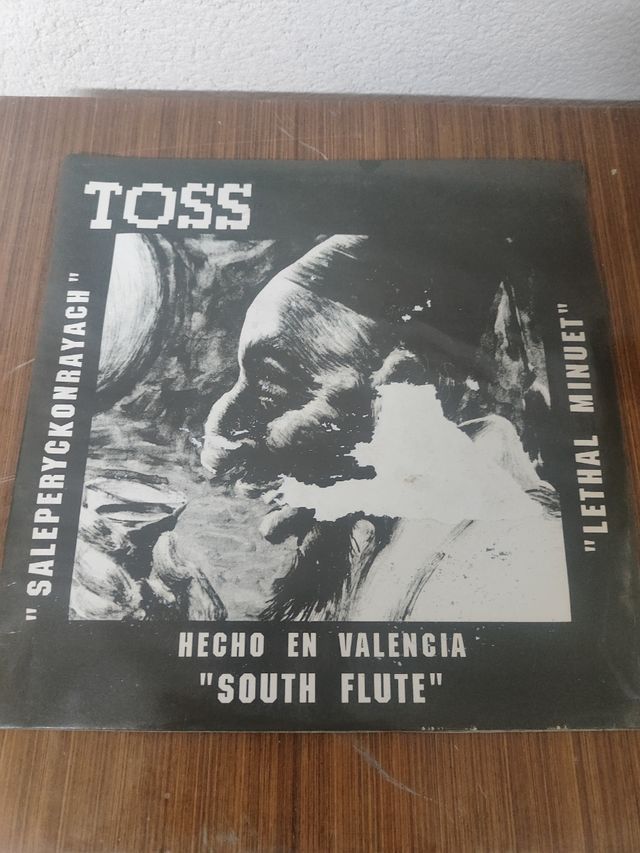 TOSS
"SALEPERYCKONRAYACH"
"LETHAL MINUET"
HECHO EN VALENCIA
"SOUTH FLUTE"